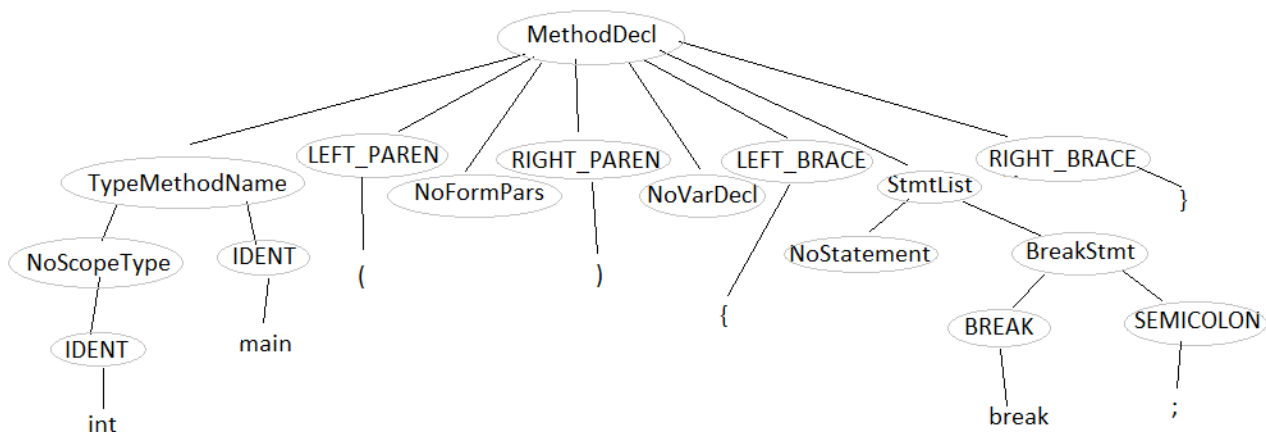 MethodDecl
LEFT_PAREN
RIGHT_PAREN
LEFT_BRACE
RIGHT_BRACE
TypeMethodName
NoFormPars
NoVarDecl
StmtList
}
NoScopeType
IDENT
(
)
NoStatement
BreakStmt
{
IDENT
main
BREAK
SEMICOLON
int
break
;